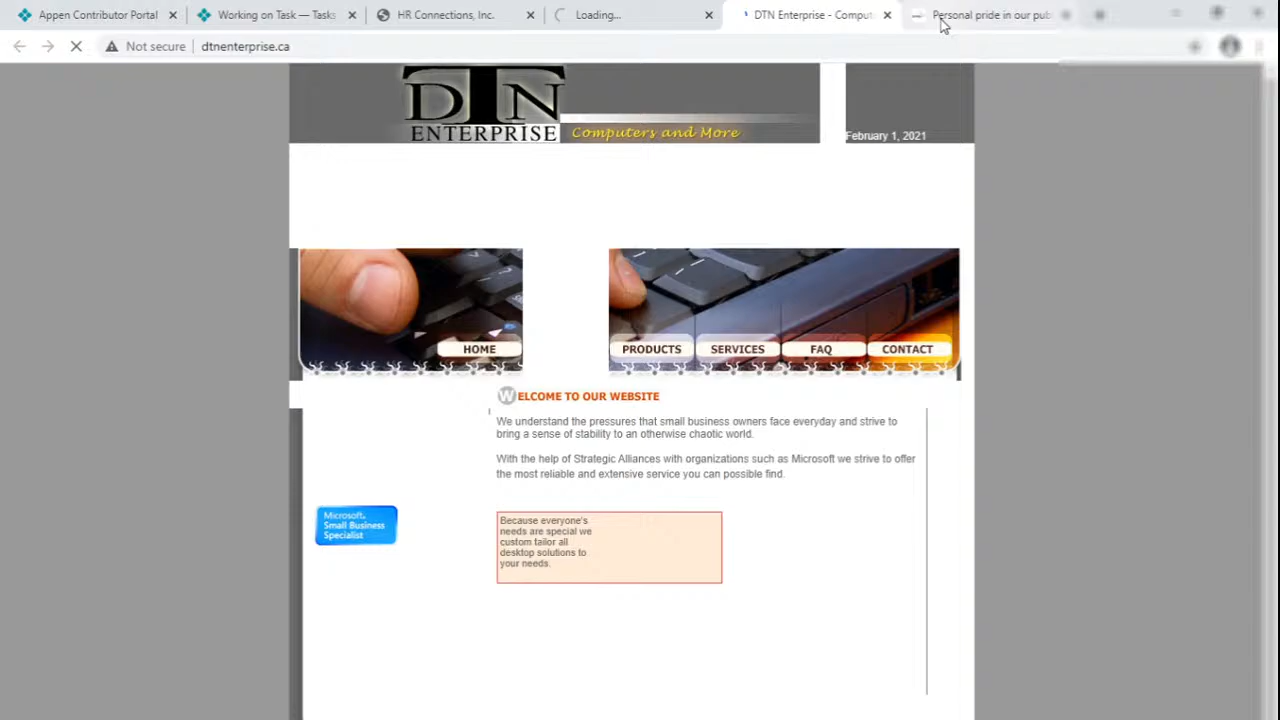 Appen Contributor Portal
Working on Task — Tasks
HR Connections, Inc.
Loading...
DTN Enterprise - Compute
Personal pride in our pub
Not secure
dtnenterprise.ca
DTN
ENTERPRISE
Computers and More
February 1, 2021
HOME
PRODUCTS
SERVICES
FAQ
CONTACT
WELCOME TO OUR WEBSITE
We understand the pressures that small business owners face everyday and strive to
bring a sense of stability to an otherwise chaotic world.
With the help of Strategic Alliances with organizations such as Microsoft we strive to offer
the most reliable and extensive service you can possible find.
Microsoft
Small Business
Specialist
Because everyone's
needs are special we
custom tailor all
desktop solutions to
your needs.